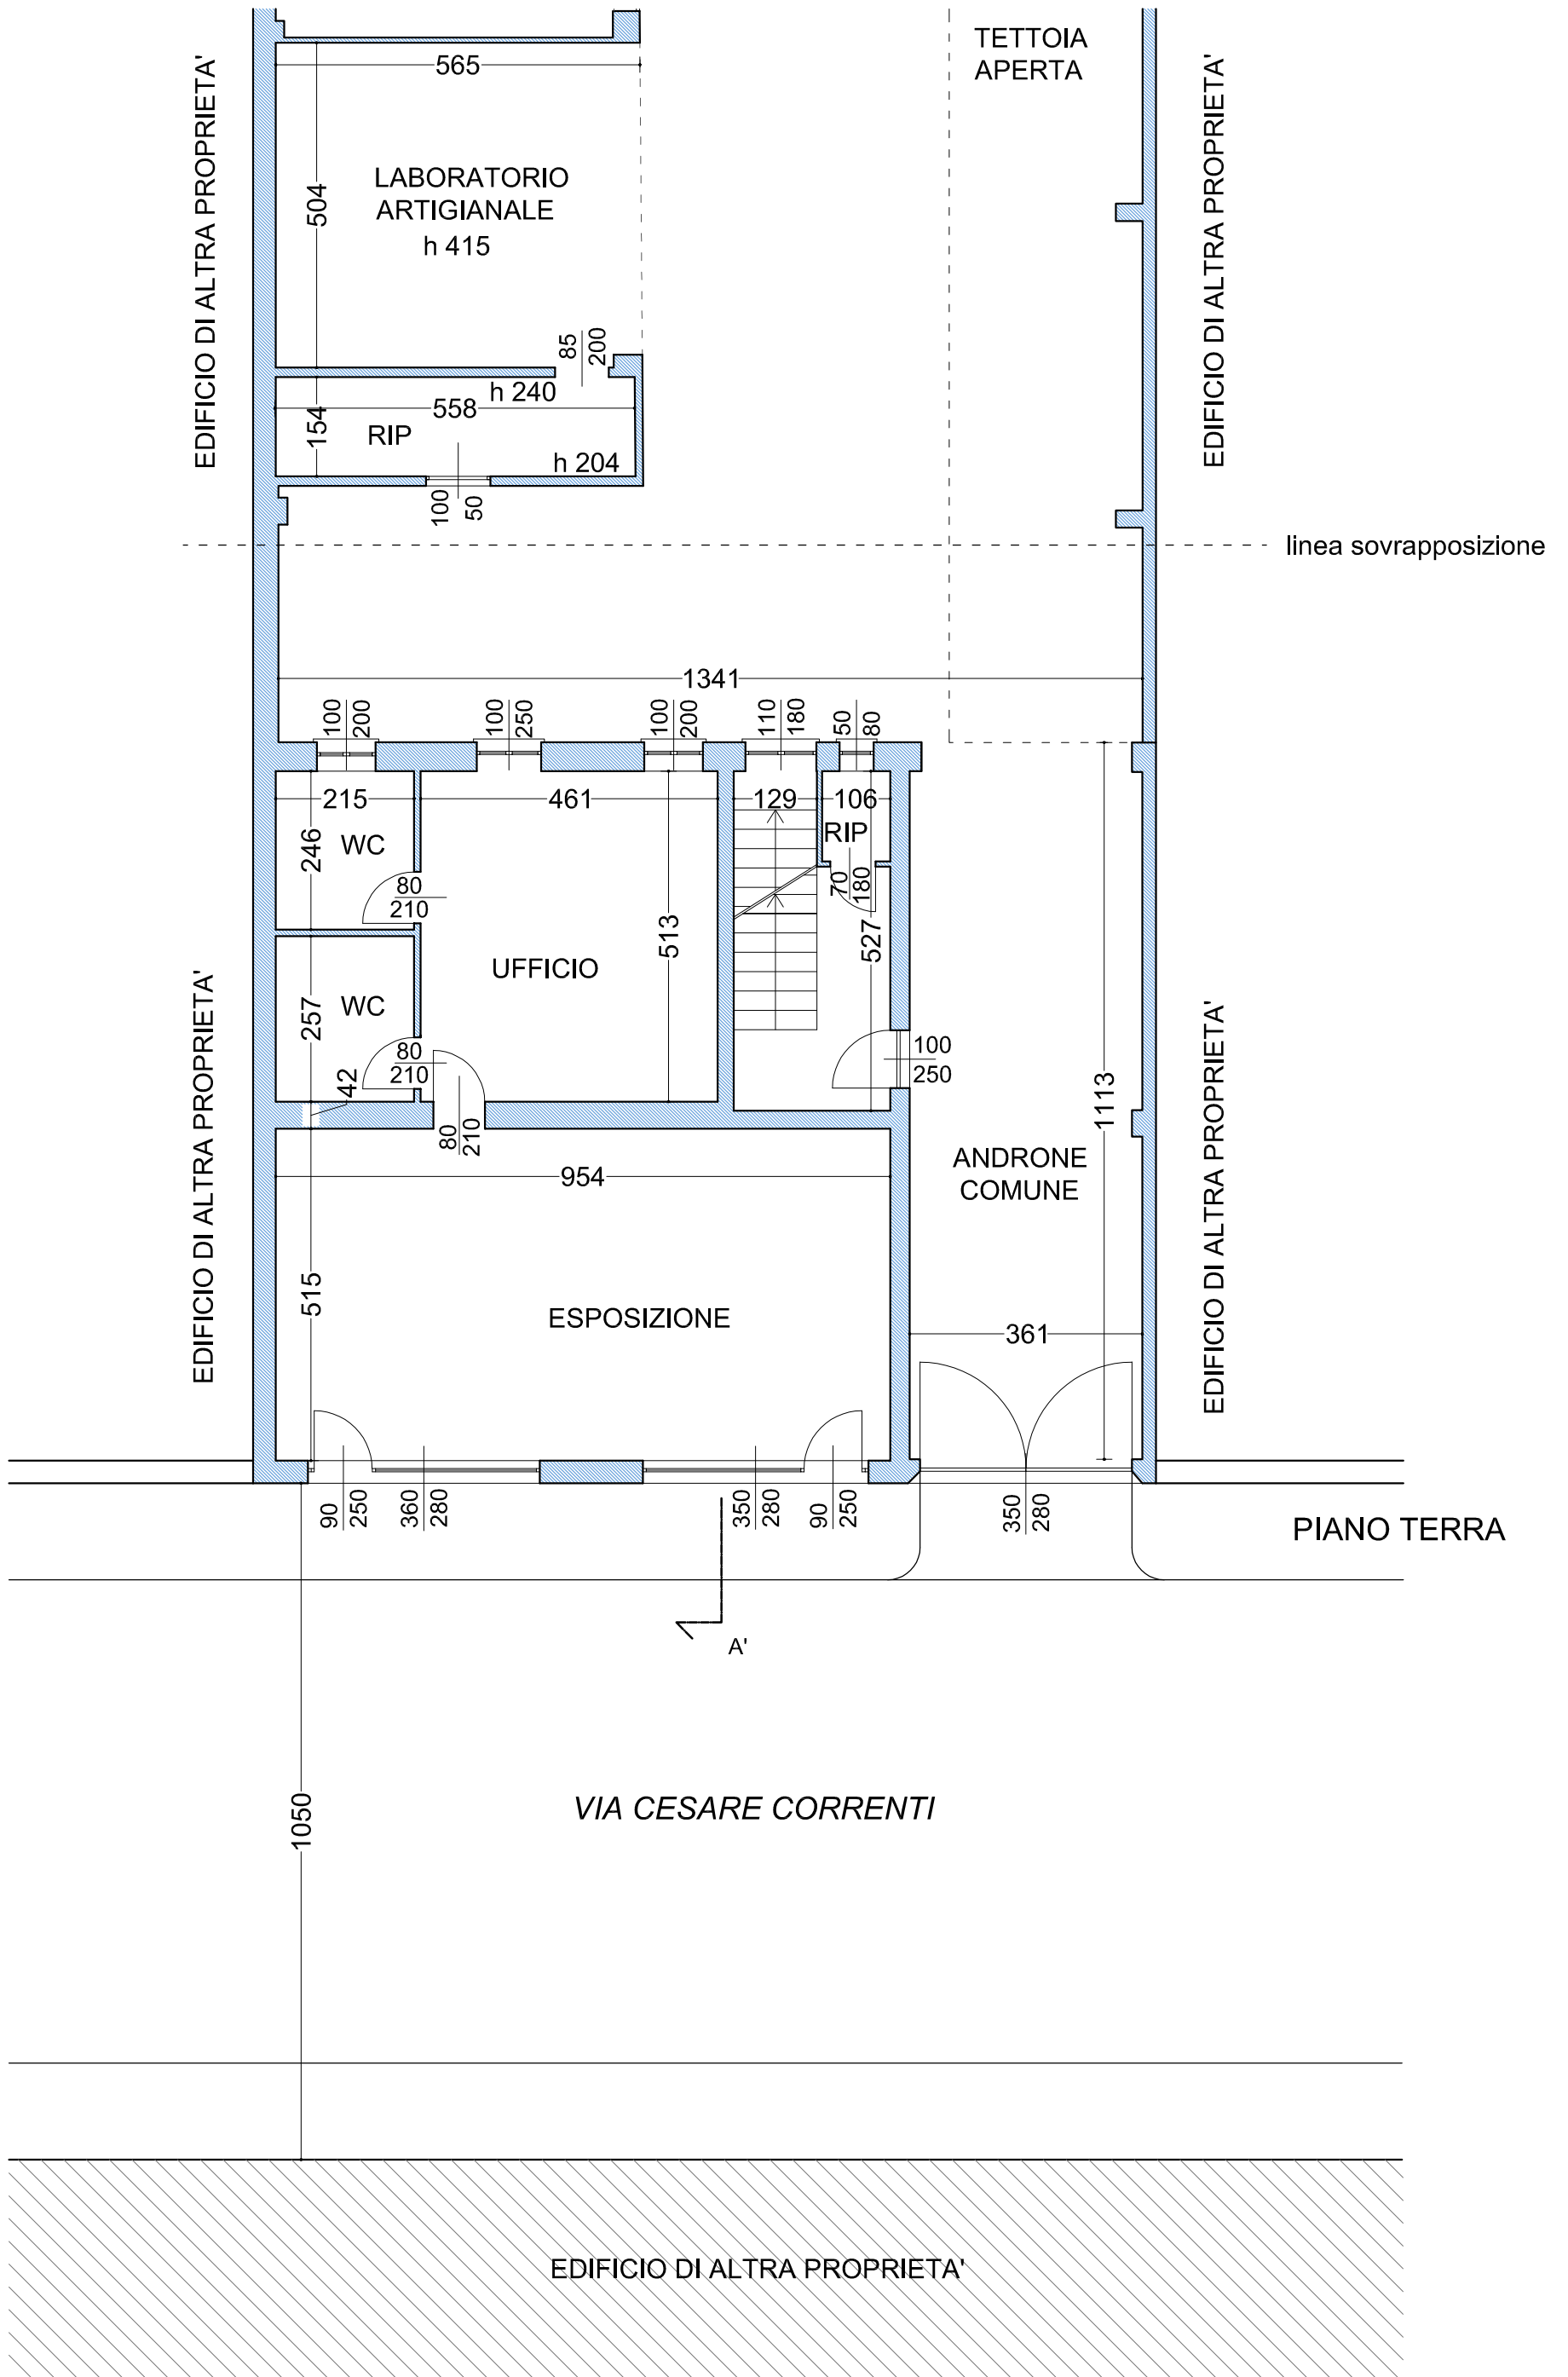 TETTOIA
APERTA
565
EDIFICIO DI ALTRA PROPRIETA'
EDIFICIO DI ALTRA PROPRIETA'
LABORATORIO
ARTIGIANALE
h 415
504
85
200
h 240
558
154
RIP
h 204
100
50
linea sovrapposizione
1341
100
200
100
250
100
200
110
180
50
80
215
461
129
106
246
WC
RIP
80
210
70
180
513
527
UFFICIO
257
WC
80
210
42
100
250
1113
80
210
EDIFICIO DI ALTRA PROPRIETA'
EDIFICIO DI ALTRA PROPRIETA'
954
ANDRONE
COMUNE
515
ESPOSIZIONE
361
90
250
360
280
350
280
90
250
350
280
PIANO TERRA
A'
1050
VIA CESARE CORRENTI
EDIFICIO DI ALTRA PROPRIETA'